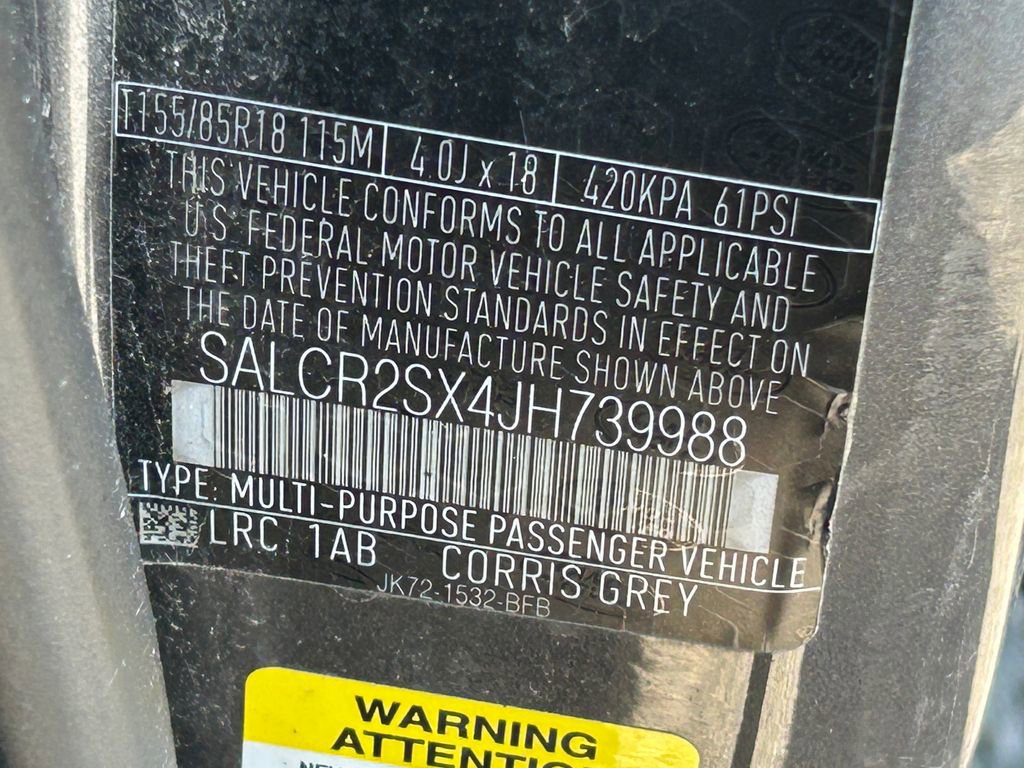 T155/85R18 115M 4.0J x 18 420KPA 61PSI
THIS VEHICLE CONFORMS TO ALL APPLICABLE
U.S. FEDERAL MOTOR VEHICLE SAFETY AND
THEFT PREVENTION STANDARDS IN EFFECT ON
THE DATE OF MANUFACTURE SHOWN ABOVE
SALCR2SX4JH739988
TYPE: MULTI-PURPOSE PASSENGER VEHICLE
LRC 1AB CORRIS GREY
JK72-1532-BFB
WARNING